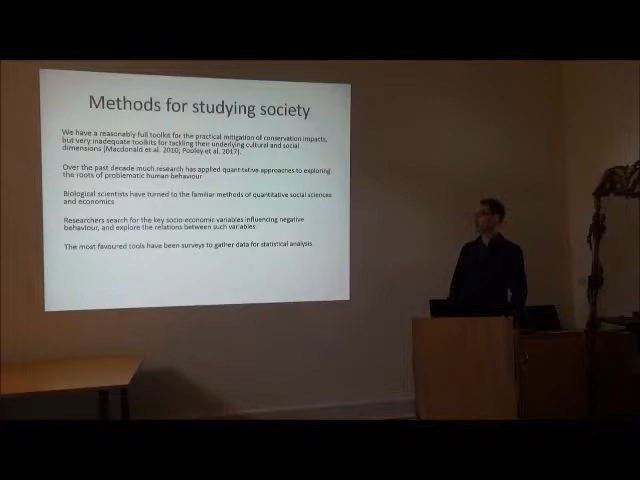 Methods for studying society
We have a reasonably full toolkit for the practical mitigation of conservation impacts,
but very inadequate toolkits for tackling their underlying cultural and social
dimensions (Macdonald et al. 2010; Pooley et al. 2017).
Over the past decade much research has applied quantitative approaches to exploring
the roots of problematic human behaviour
Biological scientists have turned to the familiar methods of quantitative social sciences
and economics
Researchers search for the key socio-economic variables influencing negative
behaviour, and explore the relations between such variables.
The most favoured tools have been surveys to gather data for statistical analysis